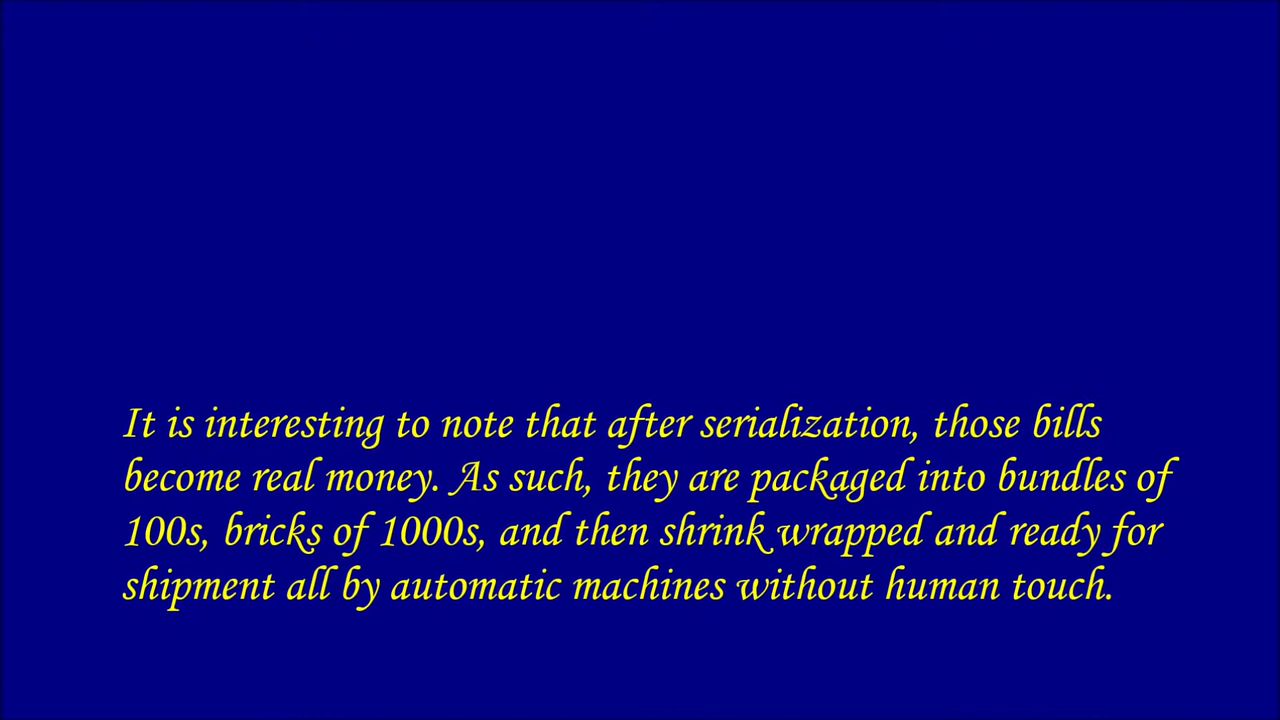 It is interesting to note that after serialization, those bills
become real money. As such, they are packaged into bundles of
100s, bricks of 1000s, and then shrink wrapped and ready for
shipment all by automatic machines without human touch.